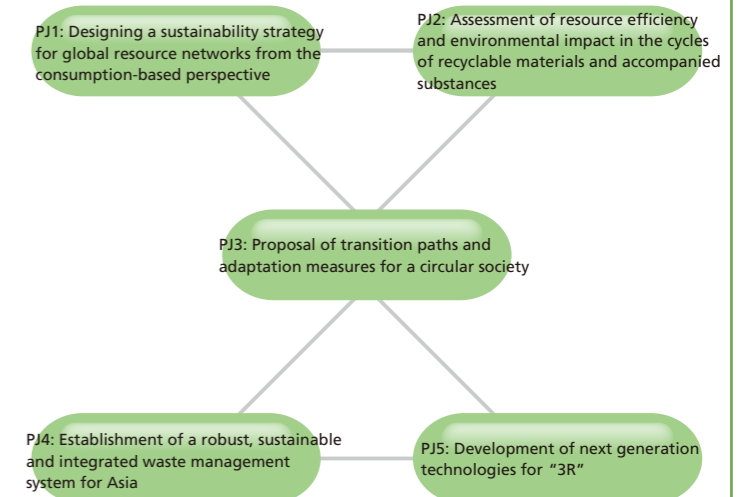 PJ1: Designing a sustainability strategy
for global resource networks from the
consumption-based perspective
PJ2: Assessment of resource efficiency
and environmental impact in the cycles
of recyclable materials and accompanied
substances
PJ3: Proposal of transition paths and
adaptation measures for a circular society
PJ4: Establishment of a robust, sustainable
and integrated waste management
system for Asia
PJ5: Development of next generation
technologies for “3R”